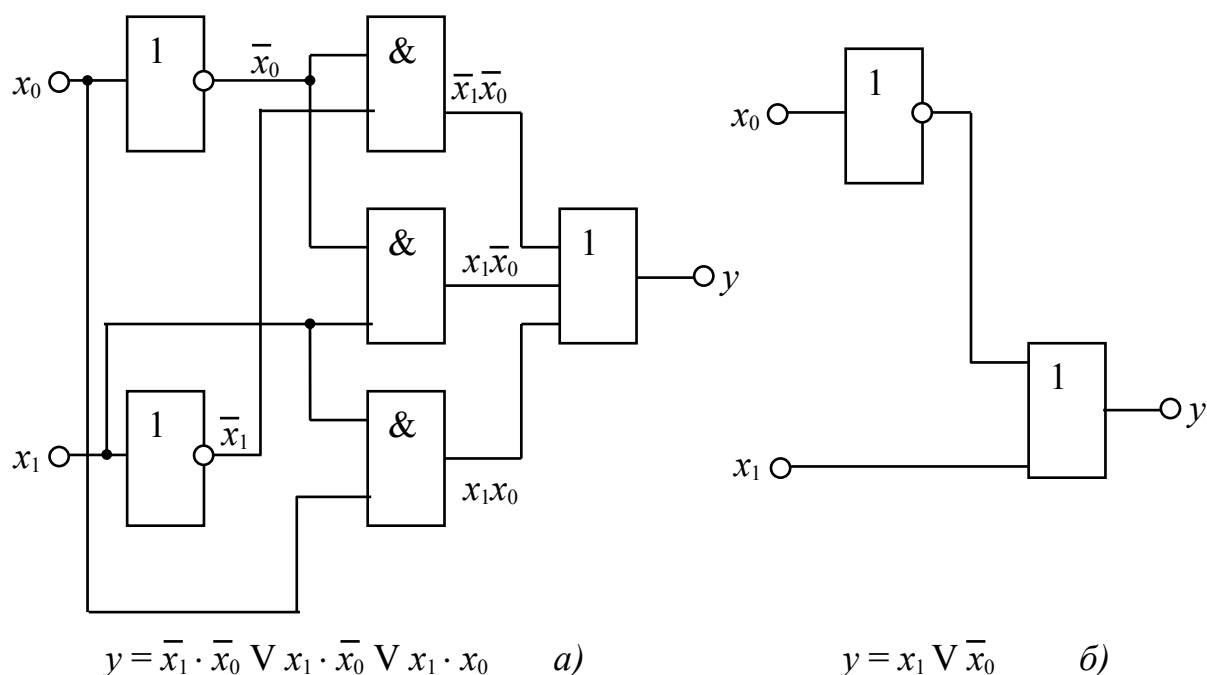 1
&
x̅₀
x₀
x̅₁x̅₀
&
1
x₁x̅₀
y
1
&
x̅₁
x₁
x₁x₀
y = x̅₁ · x̅₀ V x₁ · x̅₀ V x₁ · x₀ а)
1
x₀
1
y
x₁
y = x₁ V x̅₀ б)